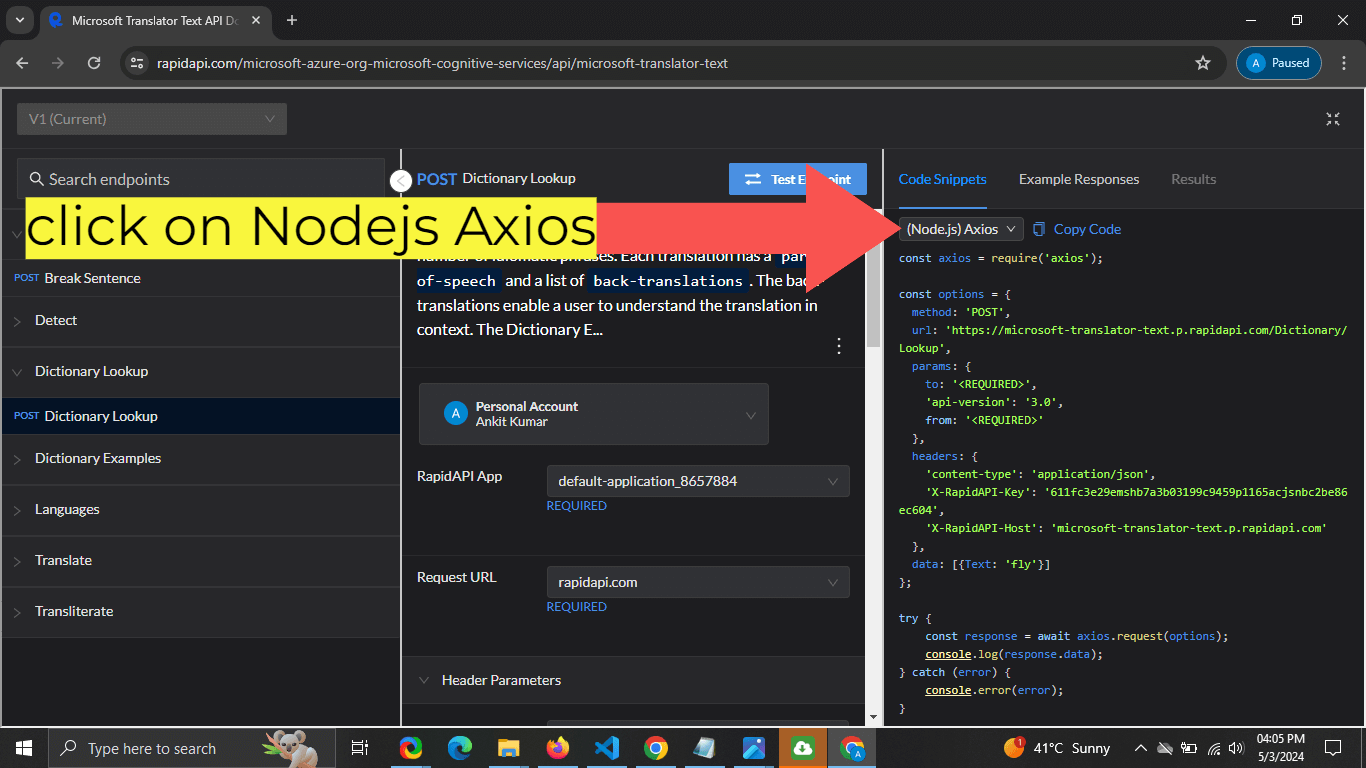 Microsoft Translator Text API Do
rapidapi.com/microsoft-azure-org-microsoft-cognitive-services/api/microsoft-translator-text
A Paused
V1 (Current)
Search endpoints
POST Break Sentence
Detect
Dictionary Lookup
POST Dictionary Lookup
Dictionary Examples
Languages
Translate
Transliterate
click on Nodejs Axios
POST Dictionary Lookup
Test Endpoint
number of idiomatic phrases. Each translation has a
of-speech and a list of back-translations. The back-
translations enable a user to understand the translation in
context. The Dictionary E...
A Personal Account
Ankit Kumar
RapidAPI App
default-application_8657884
REQUIRED
Request URL
rapidapi.com
REQUIRED
Header Parameters
Code Snippets Example Responses Results
(Node.js) Axios Copy Code
const axios = require('axios');
const options = {
method: 'POST',
url: 'https://microsoft-translator-text.p.rapidapi.com/Dictionary/
Lookup',
params: {
to: '<REQUIRED>',
'api-version': '3.0',
from: '<REQUIRED>'
},
headers: {
'content-type': 'application/json',
'X-RapidAPI-Key': '611fc3e29emshb7a3b03199c9459p1165acjsnbc2be86
ec604',
'X-RapidAPI-Host': 'microsoft-translator-text.p.rapidapi.com'
},
data: [{Text: 'fly'}]
};
try {
const response = await axios.request(options);
console.log(response.data);
} catch (error) {
console.error(error);
}
Type here to search
41°C Sunny
04:05 PM
5/3/2024